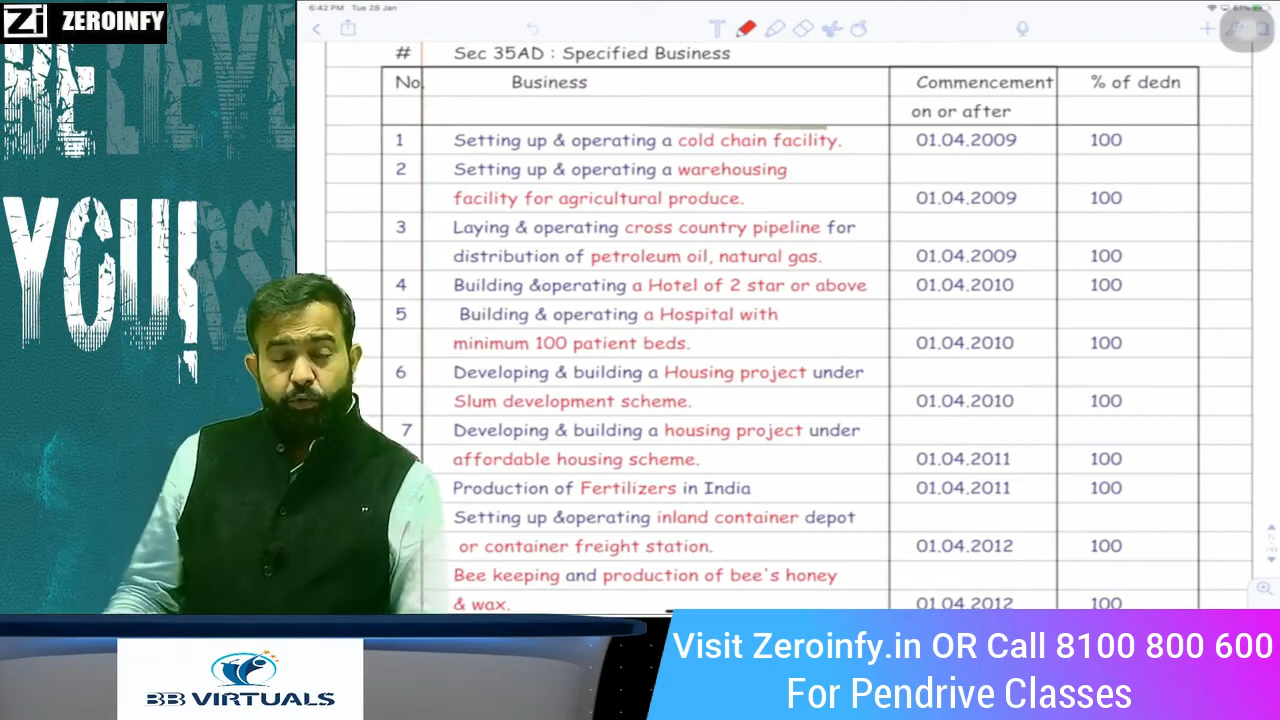 Zi ZEROINFY
6:42 PM Tue 28 Jan
61%
BELIEVE
BE
YOURS
YOU!
# Sec 35AD : Specified Business
No. Business Commencement % of dedn
on or after
1 Setting up & operating a cold chain facility. 01.04.2009 100
2 Setting up & operating a warehousing
facility for agricultural produce. 01.04.2009 100
3 Laying & operating cross country pipeline for
distribution of petroleum oil, natural gas. 01.04.2009 100
4 Building &operating a Hotel of 2 star or above 01.04.2010 100
5 Building & operating a Hospital with
minimum 100 patient beds. 01.04.2010 100
6 Developing & building a Housing project under
Slum development scheme. 01.04.2010 100
7 Developing & building a housing project under
affordable housing scheme. 01.04.2011 100
Production of Fertilizers in India 01.04.2011 100
Setting up &operating inland container depot
or container freight station. 01.04.2012 100
Bee keeping and production of bee's honey
& wax. 01.04.2012 100
BB VIRTUALS
Visit Zeroinfy.in OR Call 8100 800 600
For Pendrive Classes